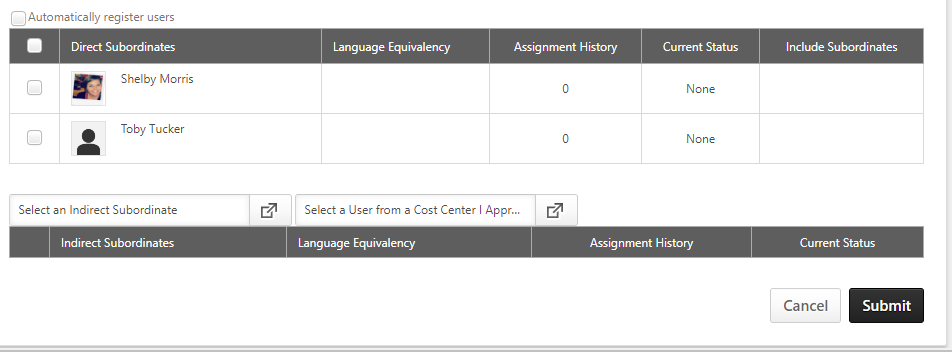 Automatically register users
Direct Subordinates Language Equivalency Assignment History Current Status Include Subordinates
Shelby Morris 0 None
Toby Tucker 0 None
Select an Indirect Subordinate Select a User from a Cost Center I Appr...
Indirect Subordinates Language Equivalency Assignment History Current Status
Cancel Submit